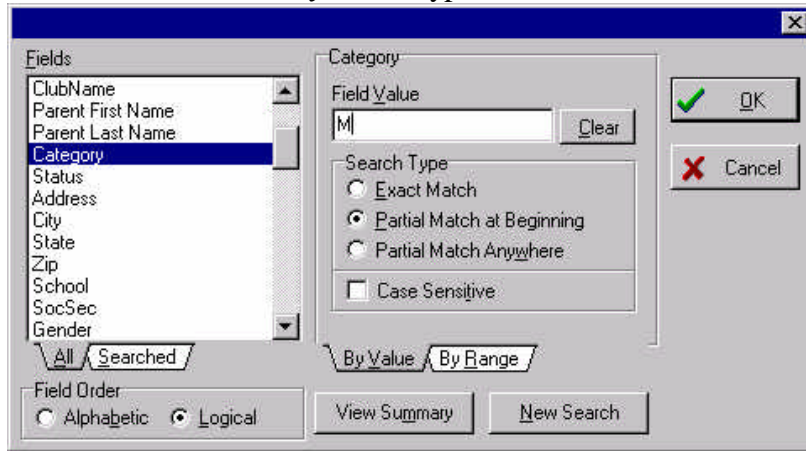 Fields
ClubName
Parent First Name
Parent Last Name
Category
Status
Address
City
State
Zip
School
SocSec
Gender
All
Searched
Field Order
Alphabetic
Logical
Category
Field Value
M
Clear
Search Type
Exact Match
Partial Match at Beginning
Partial Match Anywhere
Case Sensitive
By Value
By Range
View Summary
New Search
OK
Cancel